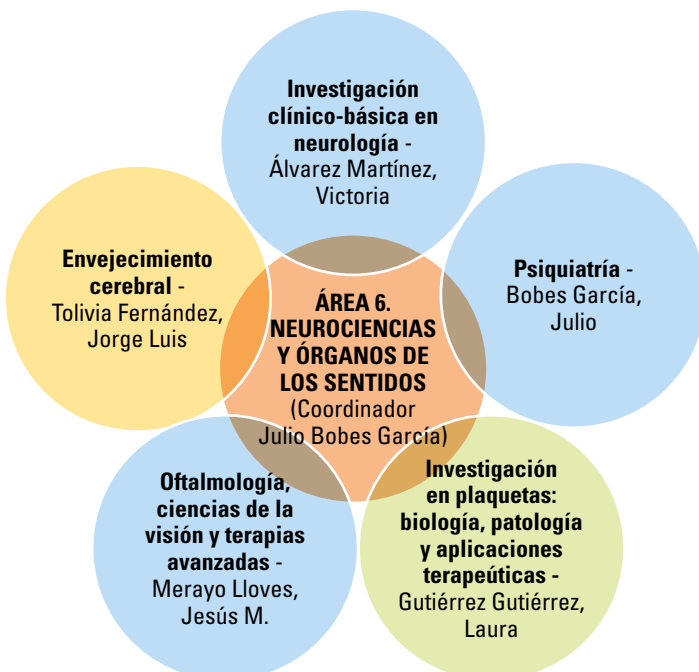 Investigación
clínico-básica en
neurología -
Álvarez Martínez,
Victoria
Envejecimiento
cerebral -
Tolivia Fernández,
Jorge Luis
Psiquiatría -
Bobes García,
Julio
ÁREA 6.
NEUROCIENCIAS
Y ÓRGANOS DE
LOS SENTIDOS
(Coordinador
Julio Bobes García)
Oftalmología,
ciencias de la
visión y terapias
avanzadas -
Merayo Lloves,
Jesús M.
Investigación
en plaquetas:
biología, patología
y aplicaciones
terapeúticas -
Gutiérrez Gutiérrez,
Laura